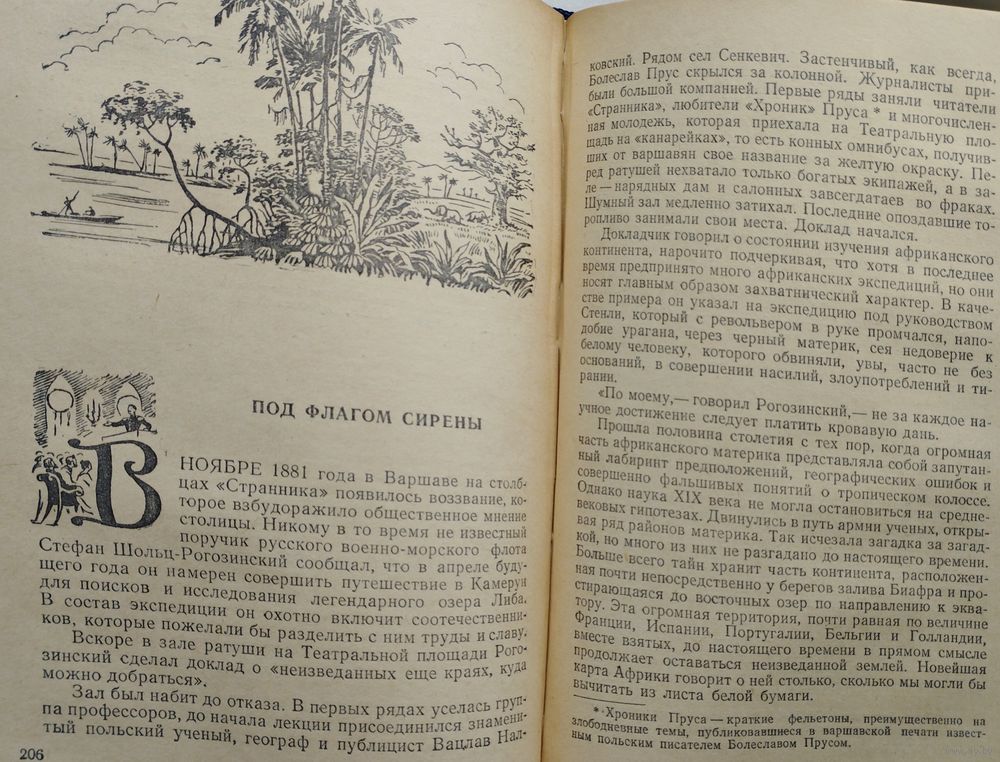 ПОД ФЛАГОМ СИРЕНЫ
В НОЯБРЕ 1881 года в Варшаве на столб-
цах «Странника» появилось воззвание, ко-
торое взбудоражило общественное мнение
столицы. Никому в то время не известный
поручик русского военно-морского флота
Стефан Шольц-Рогозинский сообщал, что в апреле буду-
щего года он намерен совершить путешествие в Камерун
для поисков и исследования легендарного озера Либа.
В состав экспедиции он охотно включит соотечественни-
ков, которые пожелали бы разделить с ним труды и славу.
Вскоре в зале ратуши на Театральной площади Рого-
зинский сделал доклад о «неизведанных еще краях, куда
можно добраться».
Зал был набит до отказа. В первых рядах уселась груп-
па профессоров, до начала лекции присоединился знамени-
тый польский ученый, географ и публицист Вацлав Нал-
206
ковский. Рядом сел Сенкевич. Застенчивый, как всегда,
Болеслав Прус скрылся за колонной. Журналисты при-
были большой компанией. Первые ряды заняли читатели
«Странника», любители «Хроник» Пруса * и многочислен-
ная молодежь, которая приехала на Театральную пло-
щадь на «канарейках», то есть конных омнибусах, получив-
ших от варшавян свое название за желтую окраску. Пе-
ред ратушей нехватало только богатых экипажей, а в за-
ле — нарядных дам и салонных завсегдатаев во фраках.
Шумный зал медленно затихал. Последние опоздавшие то-
ропливо занимали свои места. Доклад начался.
Докладчик говорил о состоянии изучения африканского
континента, нарочито подчеркивая, что хотя в последнее
время предпринято много африканских экспедиций, но они
носят главным образом захватнический характер. В каче-
стве примера он указал на экспедицию под руководством
Стенли, который с револьвером в руке промчался, напо-
добие урагана, через черный материк, сея недоверие к
белому человеку, которого обвиняли, увы, часто не без
оснований, в совершении насилий, злоупотреблений и ти-
рании.
«По моему,— говорил Рогозинский,— не за каждое на-
учное достижение следует платить кровавую дань.
Прошла половина столетия с тех пор, когда огромная
часть африканского материка представляла собой запутан-
ный лабиринт предположений, географических ошибок и
совершенно фальшивых понятий о тропическом колоссе.
Однако наука XIX века не могла остановиться на средне-
вековых гипотезах. Двинулись в путь армии ученых, откры-
вая ряд районов материка. Так исчезала загадка за загад-
кой, но много из них не разгадано до настоящего времени.
Больше всего тайн хранит часть континента, расположен-
ная почти непосредственно у берегов залива Биафра и про-
стирающаяся до восточных озер по направлению к эква-
тору. Эта огромная территория, почти равная по величине
Франции, Испании, Португалии, Бельгии и Голландии,
вместе взятых, до настоящего времени в прямом смысле
продолжает оставаться неизведанной землей. Новейшая
карта Африки говорит о ней столько, сколько мы могли бы
вычитать из листа белой бумаги.
* Хроники Пруса — краткие фельетоны, преимущественно на
злободневные темы, публиковавшиеся в варшавской печати извест-
ным польским писателем Болеславом Прусом.